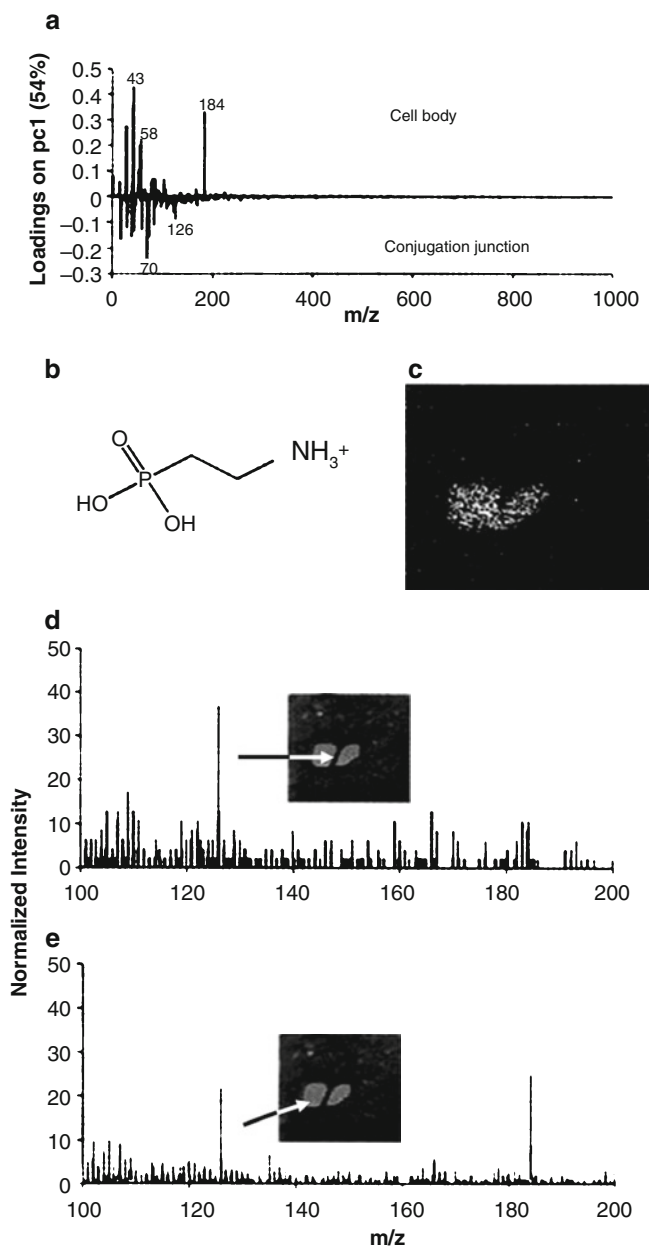 a
Loadings on pc1 (54%)
0.5
0.4
0.3
0.2
0.1
0
−0.1
−0.2
−0.3
43
58
184
126
70
Cell body
Conjugation junction
0 200 400 600 800 1000
m/z
b
O
P
HO
OH
NH3+
c
d
50
40
30
20
10
0
100 120 140 160 180 200
Normalized Intensity
e
50
40
30
20
10
0
100 120 140 160 180 200
m/z